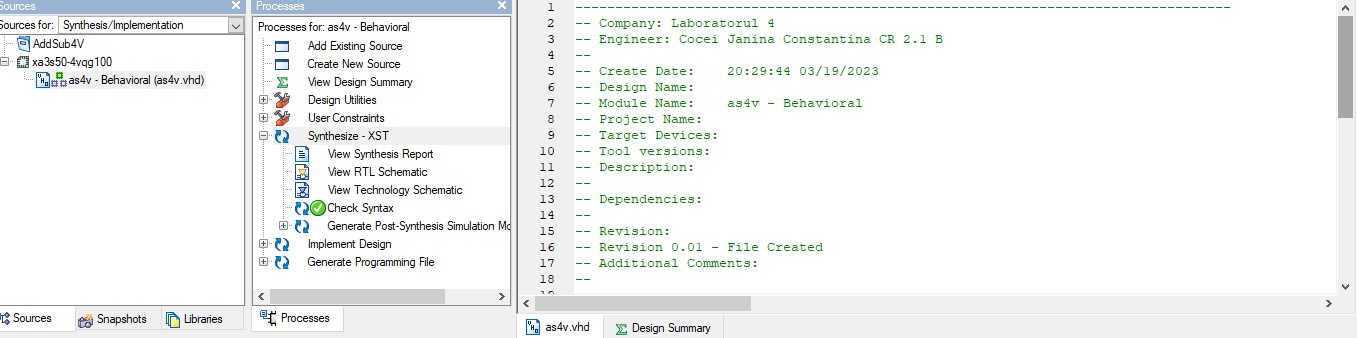 Sources
Sources for: Synthesis/Implementation
AddSub4V
xa3s50-4vqg100
as4v - Behavioral (as4v.vhd)
Sources
Snapshots
Libraries
Processes
Processes for: as4v - Behavioral
Add Existing Source
Create New Source
View Design Summary
Design Utilities
User Constraints
Synthesize - XST
View Synthesis Report
View RTL Schematic
View Technology Schematic
Check Syntax
Generate Post-Synthesis Simulation Mo
Implement Design
Generate Programming File
Processes
1 --------------------------------------------------------------------------------
2 -- Company: Laboratorul 4
3 -- Engineer: Cocei Janina Constantina CR 2.1 B
4 --
5 -- Create Date: 20:29:44 03/19/2023
6 -- Design Name:
7 -- Module Name: as4v - Behavioral
8 -- Project Name:
9 -- Target Devices:
10 -- Tool versions:
11 -- Description:
12 --
13 -- Dependencies:
14 --
15 -- Revision:
16 -- Revision 0.01 - File Created
17 -- Additional Comments:
18 --
as4v.vhd
Design Summary